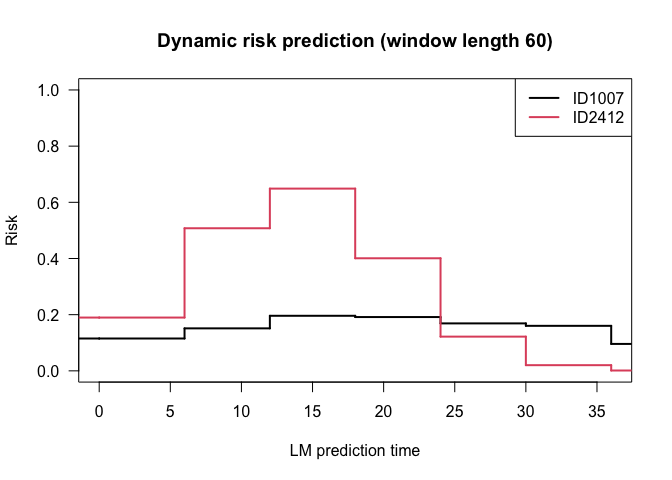 Dynamic risk prediction (window length 60)
ID1007
ID2412
1.0
0.8
0.6
0.4
0.2
0.0
Risk
0 5 10 15 20 25 30 35
LM prediction time